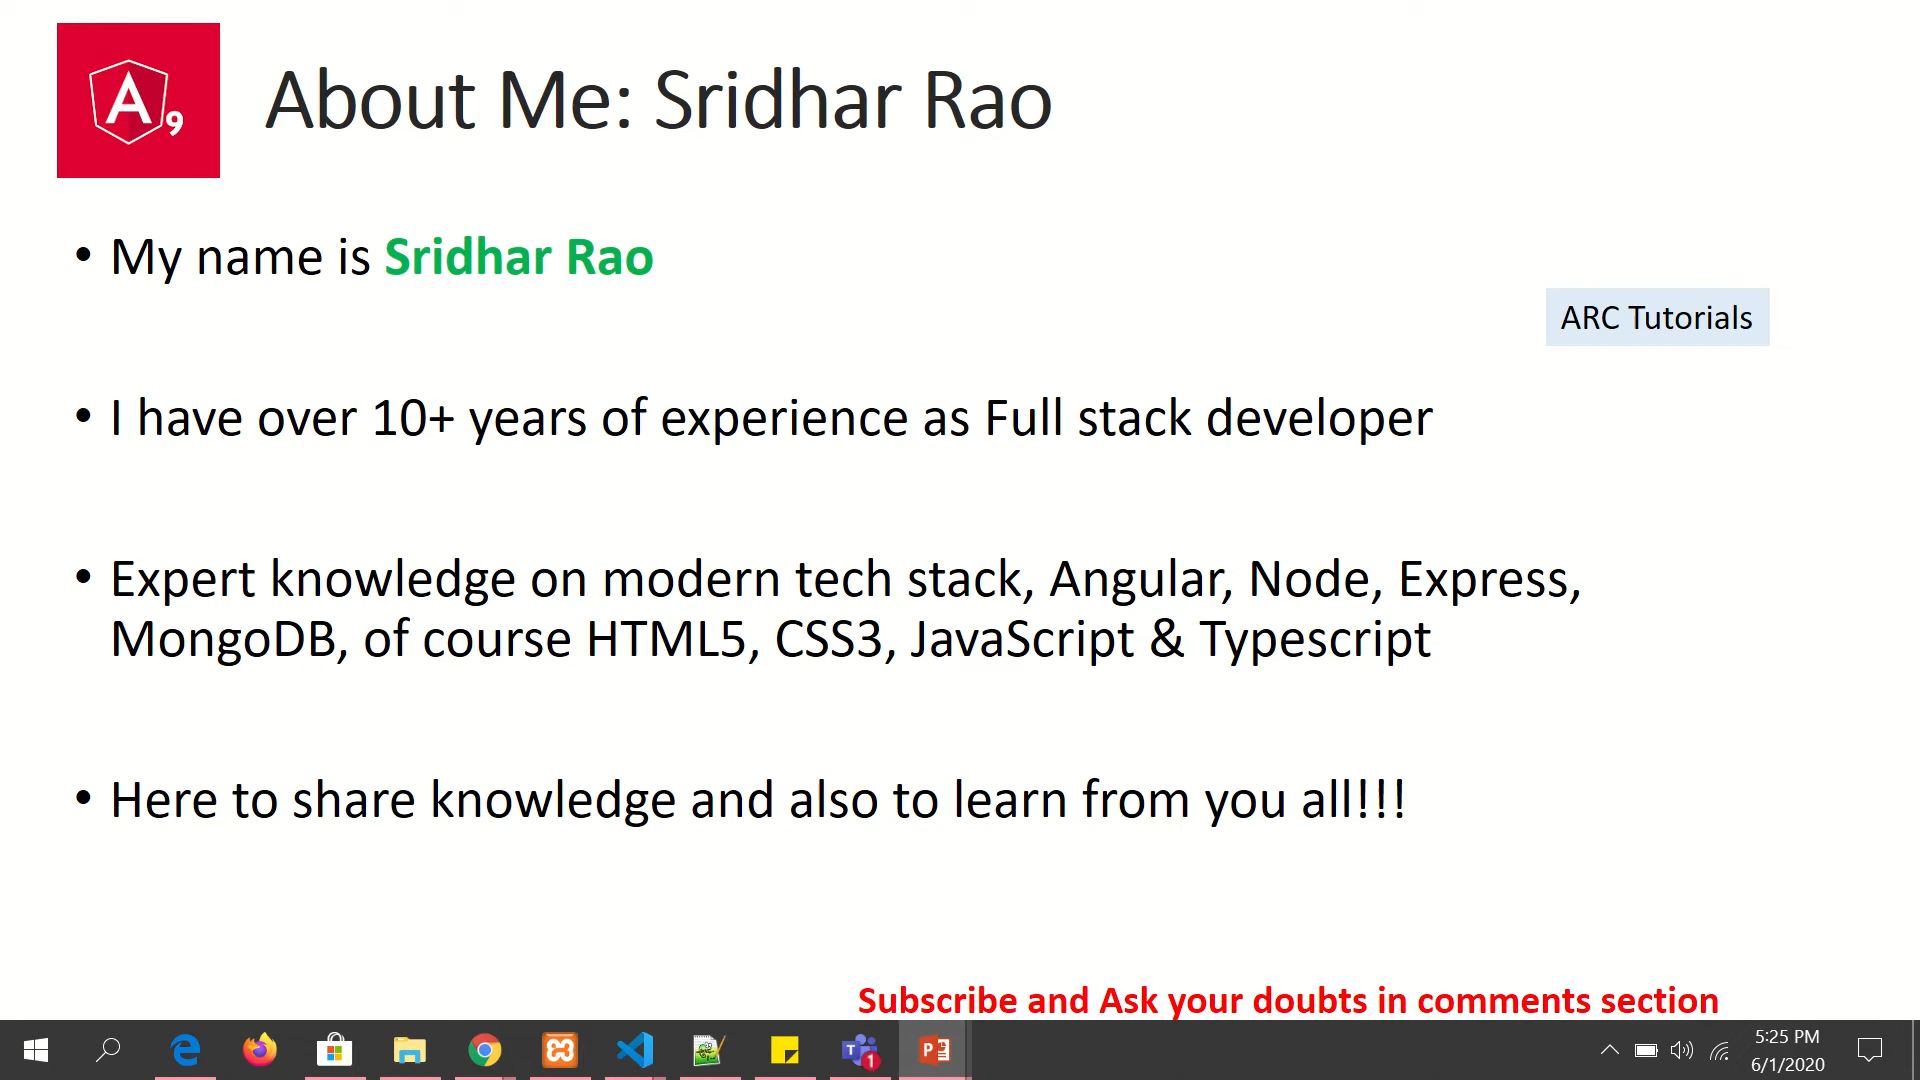 A9
About Me: Sridhar Rao
• My name is Sridhar Rao
ARC Tutorials
• I have over 10+ years of experience as Full stack developer
• Expert knowledge on modern tech stack, Angular, Node, Express,
MongoDB, of course HTML5, CSS3, JavaScript & Typescript
• Here to share knowledge and also to learn from you all!!!
Subscribe and Ask your doubts in comments section
5:25 PM
6/1/2020